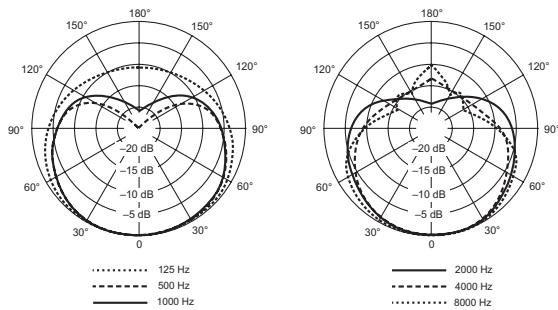 180°
150° 150°
120° 120°
90° 90°
–20 dB
–15 dB
60° 60°
–10 dB
–5 dB
30° 30°
0
125 Hz
500 Hz
1000 Hz
180°
150° 150°
120° 120°
90° 90°
–20 dB
–15 dB
60° 60°
–10 dB
–5 dB
30° 30°
0
2000 Hz
4000 Hz
8000 Hz